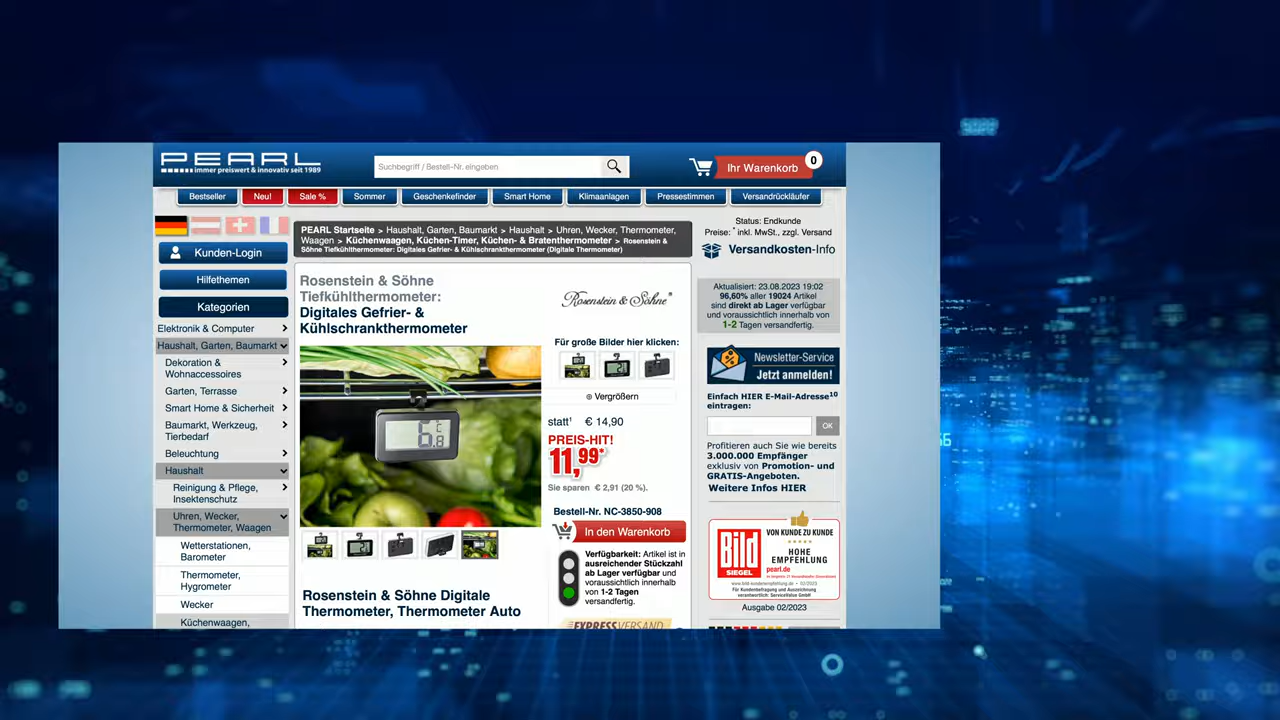 PEARL
immer preiswert & innovativ seit 1989
Suchbegriff / Bestell-Nr. eingeben
Ihr Warenkorb
0
Bestseller
Neu!
Sale %
Sommer
Geschenkefinder
Smart Home
Klimaanlagen
Pressestimmen
Versandrückläufer
Kunden-Login
Hilfethemen
Kategorien
Elektronik & Computer
Haushalt, Garten, Baumarkt
Dekoration &
Wohnaccessoires
Garten, Terrasse
Smart Home & Sicherheit
Baumarkt, Werkzeug,
Tierbedarf
Beleuchtung
Haushalt
Reinigung & Pflege,
Insektenschutz
Uhren, Wecker,
Thermometer, Waagen
Wetterstationen,
Barometer
Thermometer,
Hygrometer
Wecker
Küchenwaagen,
PEARL Startseite > Haushalt, Garten, Baumarkt > Haushalt > Uhren, Wecker, Thermometer,
Waagen > Küchenwaagen, Küchen-Timer, Küchen- & Bratenthermometer > Rosenstein &
Söhne Tiefkühlthermometer: Digitales Gefrier- & Kühlschrankthermometer (Digitale Thermometer)
Rosenstein & Söhne
Tiefkühlthermometer:
Digitales Gefrier- &
Kühlschrankthermometer
Rosenstein & Söhne®
6.8 °C
Für große Bilder hier klicken:
Vergrößern
statt¹ € 14,90
PREIS-HIT!
11,99*
Sie sparen € 2,91 (20 %).
Bestell-Nr. NC-3850-908
In den Warenkorb
Verfügbarkeit: Artikel ist in
ausreichender Stückzahl
ab Lager verfügbar und
voraussichtlich innerhalb
von 1-2 Tagen
versandfertig.
EXPRESSVERSAND
Rosenstein & Söhne Digitale
Thermometer, Thermometer Auto
Status: Endkunde
Preise:* inkl. MwSt., zzgl. Versand
Versandkosten-Info
Aktualisiert: 23.08.2023 19:02
96,60% aller 19024 Artikel
sind direkt ab Lager verfügbar
und voraussichtlich innerhalb von
1-2 Tagen versandfertig.
%
Newsletter-Service
Jetzt anmelden!
Einfach HIER E-Mail-Adresse¹⁰
eintragen:
OK
Profitieren auch Sie wie bereits
3.000.000 Empfänger
exklusiv von Promotion- und
GRATIS-Angeboten.
Weitere Infos HIER
Bild
SIEGEL
VON KUNDE ZU KUNDE
HOHE
EMPFEHLUNG
pearl.de
Für Kundenbefragung und Auszeichnung
verantwortlich: ServiceValue GmbH
Ausgabe 02/2023